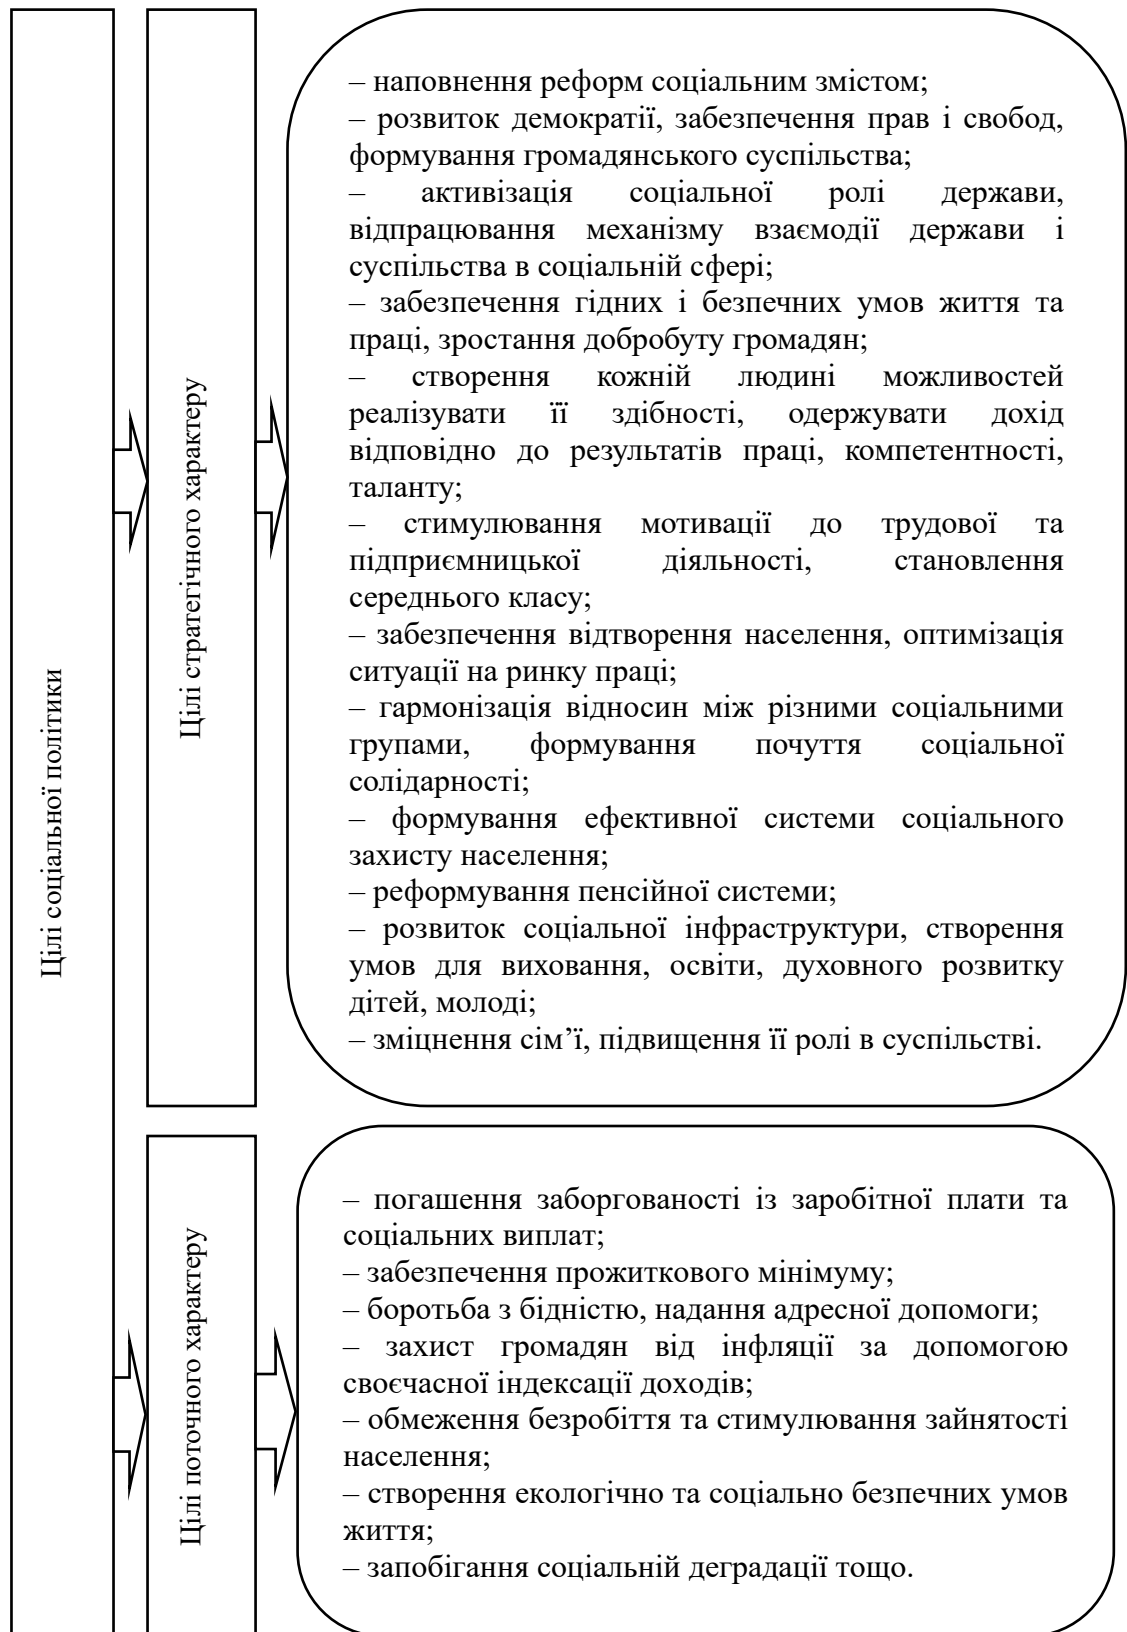 Цілі соціальної політики
Цілі стратегічного характеру
– наповнення реформ соціальним змістом;
– розвиток демократії, забезпечення прав і свобод,
формування громадянського суспільства;
– активізація соціальної ролі держави,
відпрацювання механізму взаємодії держави і
суспільства в соціальній сфері;
– забезпечення гідних і безпечних умов життя та
праці, зростання добробуту громадян;
– створення кожній людині можливостей
реалізувати її здібності, одержувати дохід
відповідно до результатів праці, компетентності,
таланту;
– стимулювання мотивації до трудової та
підприємницької діяльності, становлення
середнього класу;
– забезпечення відтворення населення, оптимізація
ситуації на ринку праці;
– гармонізація відносин між різними соціальними
групами, формування почуття соціальної
солідарності;
– формування ефективної системи соціального
захисту населення;
– реформування пенсійної системи;
– розвиток соціальної інфраструктури, створення
умов для виховання, освіти, духовного розвитку
дітей, молоді;
– зміцнення сім’ї, підвищення її ролі в суспільстві.
Цілі поточного характеру
– погашення заборгованості із заробітної плати та
соціальних виплат;
– забезпечення прожиткового мінімуму;
– боротьба з бідністю, надання адресної допомоги;
– захист громадян від інфляції за допомогою
своєчасної індексації доходів;
– обмеження безробіття та стимулювання зайнятості
населення;
– створення екологічно та соціально безпечних умов
життя;
– запобігання соціальній деградації тощо.